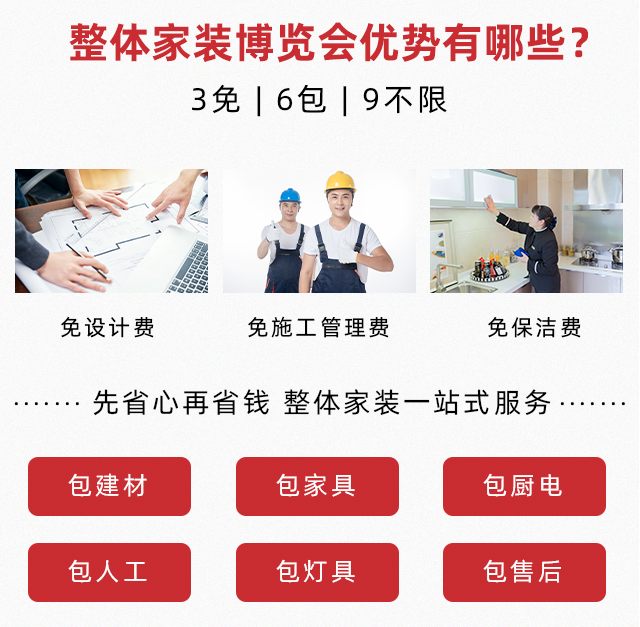 整体家装博览会优势有哪些?
3免 | 6包 | 9不限
免设计费 免施工管理费 免保洁费
······· 先省心再省钱 整体家装一站式服务 ·······
包建材 包家具 包厨电
包人工 包灯具 包售后